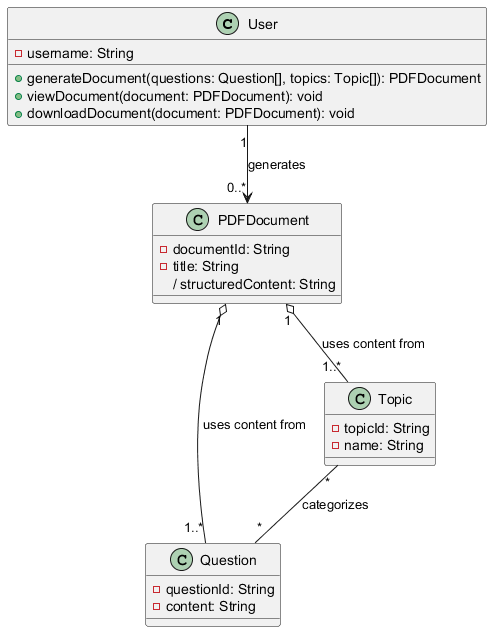 C User
username: String
generateDocument(questions: Question[], topics: Topic[]): PDFDocument
viewDocument(document: PDFDocument): void
downloadDocument(document: PDFDocument): void
1
generates
0..*
C PDFDocument
documentId: String
title: String
/ structuredContent: String
1
1
uses content from
1..*
C Topic
topicId: String
name: String
uses content from
*
categorizes
1..*
*
C Question
questionId: String
content: String